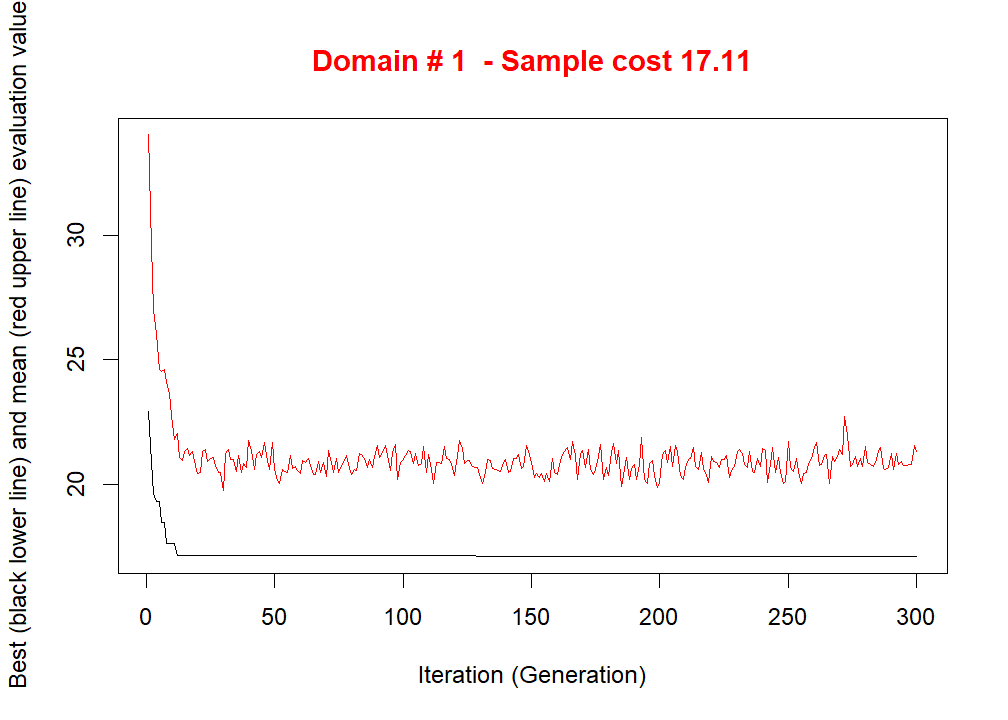 Domain # 1  - Sample cost 17.11
Best (black lower line) and mean (red upper line) evaluation value
30
25
20
0 50 100 150 200 250 300
Iteration (Generation)